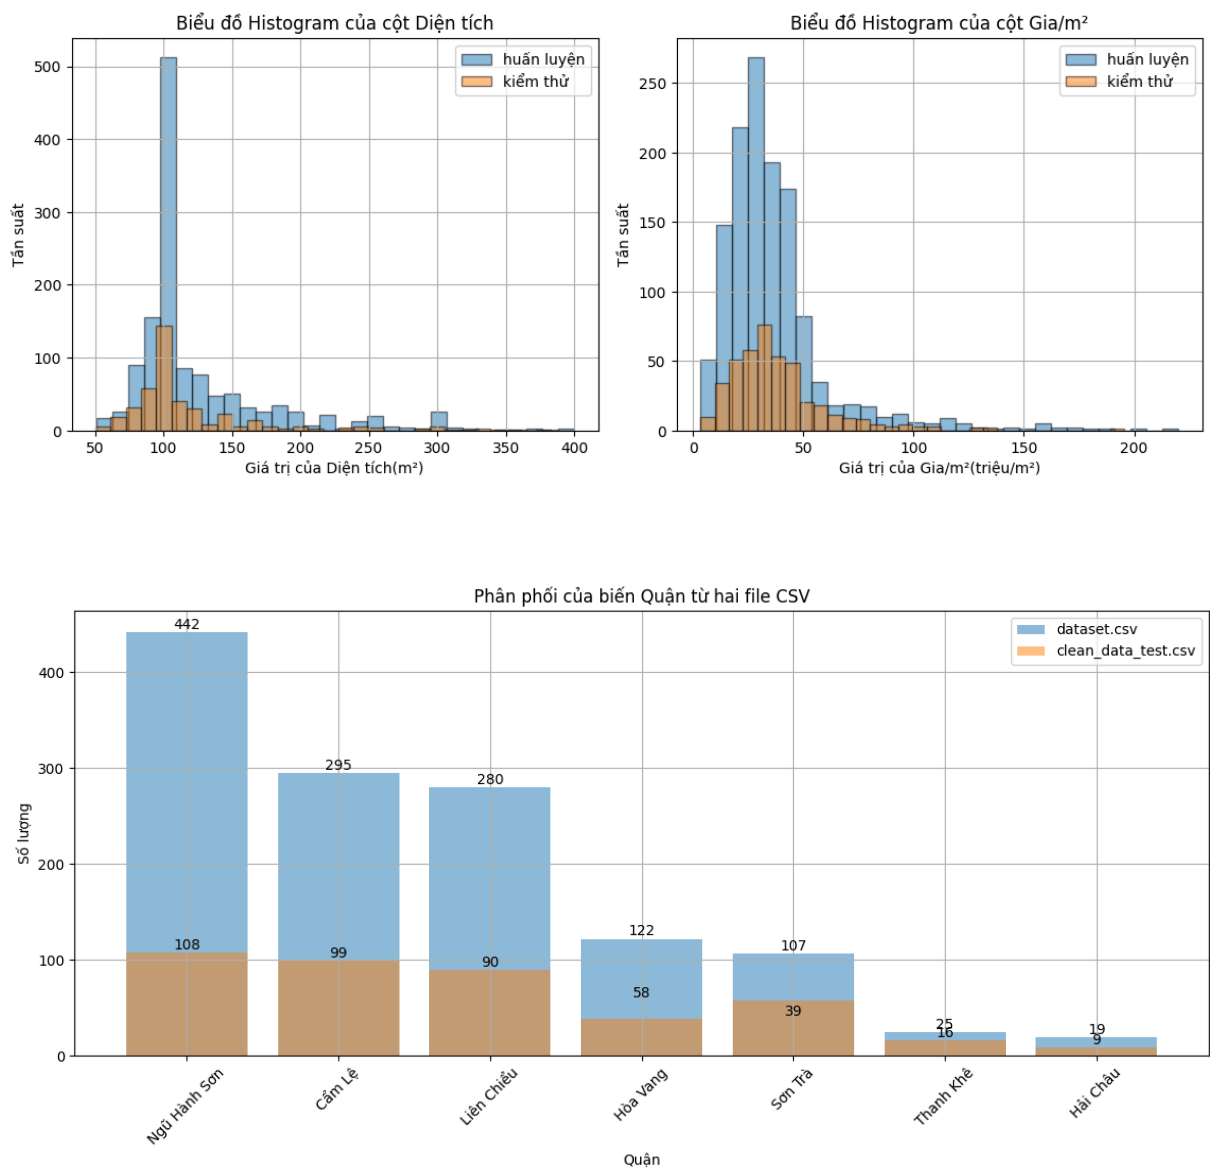 Biểu đồ Histogram của cột Diện tích
huấn luyện
kiểm thử
Tần suất
500
400
300
200
100
0
50
100
150
200
250
300
350
400
Giá trị của Diện tích(m²)
Biểu đồ Histogram của cột Gia/m²
huấn luyện
kiểm thử
Tần suất
250
200
150
100
50
0
0
50
100
150
200
Giá trị của Gia/m²(triệu/m²)
Phân phối của biến Quận từ hai file CSV
dataset.csv
clean_data_test.csv
Số lượng
400
300
200
100
0
442
295
280
122
107
25
19
108
99
90
58
39
16
9
Ngũ Hành Sơn
Cẩm Lệ
Liên Chiểu
Hòa Vang
Sơn Trà
Thanh Khê
Hải Châu
Quận